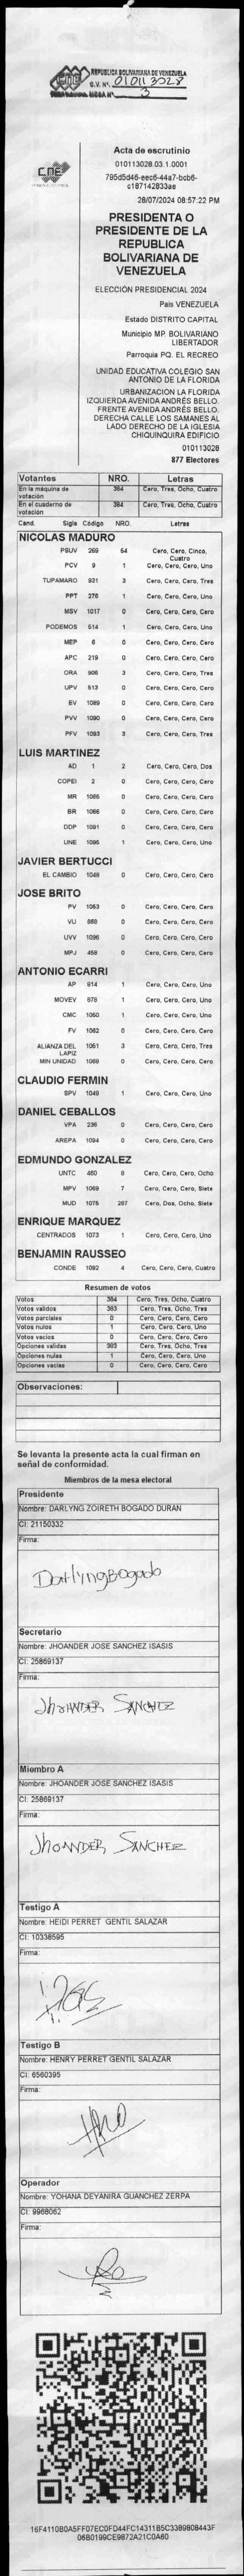 CNE REPUBLICA BOLIVARIANA DE VENEZUELA
C.V. Nº. 010113028
MESA Nº. 3
CNE
Acta de escrutinio
010113028.03.1.0001
795d5d46-eec6-44a7-bcb6-
c187142833ae
28/07/2024 08:57:22 PM
PRESIDENTA O
PRESIDENTE DE LA
REPUBLICA
BOLIVARIANA DE
VENEZUELA
ELECCIÓN PRESIDENCIAL 2024
País VENEZUELA
Estado DISTRITO CAPITAL
Municipio MP. BOLIVARIANO
LIBERTADOR
Parroquia PQ. EL RECREO
UNIDAD EDUCATIVA COLEGIO SAN
ANTONIO DE LA FLORIDA
URBANIZACION LA FLORIDA
IZQUIERDA AVENIDA ANDRÉS BELLO.
FRENTE AVENIDA ANDRÉS BELLO.
DERECHA CALLE LOS SAMANES AL
LADO DERECHO DE LA IGLESIA
CHIQUINQUIRA EDIFICIO
010113028
877 Electores
Votantes NRO. Letras
En la máquina de votación 384 Cero, Tres, Ocho, Cuatro
En el cuaderno de votación 384 Cero, Tres, Ocho, Cuatro
Cand. Sigla Código NRO. Letras
NICOLAS MADURO
PSUV 269 54 Cero, Cero, Cinco, Cuatro
PCV 9 1 Cero, Cero, Cero, Uno
TUPAMARO 931 3 Cero, Cero, Cero, Tres
PPT 276 1 Cero, Cero, Cero, Uno
MSV 1017 0 Cero, Cero, Cero, Cero
PODEMOS 514 1 Cero, Cero, Cero, Uno
MEP 6 0 Cero, Cero, Cero, Cero
APC 219 0 Cero, Cero, Cero, Cero
ORA 906 3 Cero, Cero, Cero, Tres
UPV 513 0 Cero, Cero, Cero, Cero
EV 1089 0 Cero, Cero, Cero, Cero
PVV 1090 0 Cero, Cero, Cero, Cero
PFV 1093 3 Cero, Cero, Cero, Tres
LUIS MARTINEZ
AD 1 2 Cero, Cero, Cero, Dos
COPEI 2 0 Cero, Cero, Cero, Cero
MR 1065 0 Cero, Cero, Cero, Cero
BR 1066 0 Cero, Cero, Cero, Cero
DDP 1091 0 Cero, Cero, Cero, Cero
UNE 1095 1 Cero, Cero, Cero, Uno
JAVIER BERTUCCI
EL CAMBIO 1048 0 Cero, Cero, Cero, Cero
JOSE BRITO
PV 1053 0 Cero, Cero, Cero, Cero
VU 868 0 Cero, Cero, Cero, Cero
UVV 1096 0 Cero, Cero, Cero, Cero
MPJ 458 0 Cero, Cero, Cero, Cero
ANTONIO ECARRI
AP 914 1 Cero, Cero, Cero, Uno
MOVEV 878 1 Cero, Cero, Cero, Uno
CMC 1050 1 Cero, Cero, Cero, Uno
FV 1062 0 Cero, Cero, Cero, Cero
ALIANZA DEL LAPIZ 1051 3 Cero, Cero, Cero, Tres
MIN UNIDAD 1068 0 Cero, Cero, Cero, Cero
CLAUDIO FERMIN
SPV 1049 1 Cero, Cero, Cero, Uno
DANIEL CEBALLOS
VPA 236 0 Cero, Cero, Cero, Cero
AREPA 1094 0 Cero, Cero, Cero, Cero
EDMUNDO GONZALEZ
UNTC 460 8 Cero, Cero, Cero, Ocho
MPV 1069 7 Cero, Cero, Cero, Siete
MUD 1075 287 Cero, Dos, Ocho, Siete
ENRIQUE MARQUEZ
CENTRADOS 1073 1 Cero, Cero, Cero, Uno
BENJAMIN RAUSSEO
CONDE 1082 4 Cero, Cero, Cero, Cuatro
Resumen de votos
Votos 384 Cero, Tres, Ocho, Cuatro
Votos validos 383 Cero, Tres, Ocho, Tres
Votos parciales 0 Cero, Cero, Cero, Cero
Votos nulos 1 Cero, Cero, Cero, Uno
Votos vacios 0 Cero, Cero, Cero, Cero
Opciones validas 383 Cero, Tres, Ocho, Tres
Opciones nulas 1 Cero, Cero, Cero, Uno
Opciones vacias 0 Cero, Cero, Cero, Cero
Observaciones:
Se levanta la presente acta la cual firman en
señal de conformidad.
Miembros de la mesa electoral
Presidente
Nombre: DARLYNG ZOIRETH BOGADO DURAN
CI: 21150332
Firma:
DarlyngBogado
Secretario
Nombre: JHOANDER JOSE SANCHEZ ISASIS
CI: 25869137
Firma:
JhoANDER SANCHEZ
Miembro A
Nombre: JHOANDER JOSE SANCHEZ ISASIS
CI: 25869137
Firma:
JhoANDER SANCHEZ
Testigo A
Nombre: HEIDI PERRET GENTIL SALAZAR
CI: 10338595
Firma:
Testigo B
Nombre: HENRY PERRET GENTIL SALAZAR
CI: 6560395
Firma:
Operador
Nombre: YOHANA DEYANIRA GUANCHEZ ZERPA
CI: 9968062
Firma:
16F4110B0A5FF07EC0FD44FC14311B5C3389808443F
06B0199CE9872A21C0A60